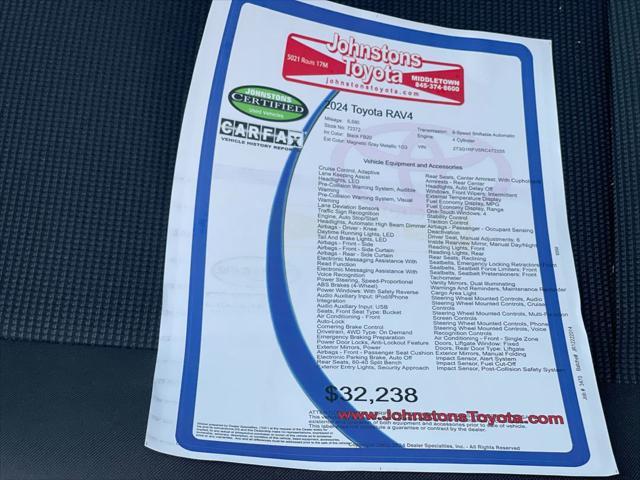 Johnstons
Toyota
5021 Route 17M
MIDDLETOWN
845-374-8600
johnstonstoyota.com
JOHNSTONS
CERTIFIED
Used Vehicles
CARFAX
VEHICLE HISTORY REPORTS
2024 Toyota RAV4
Mileage:
Stock No: 72372
Int Color: Black FB20
Ext Color: Magnetic Gray Metallic 1G3
Transmission: 8-Speed Shiftable Automatic
Engine: 4 Cylinder
VIN:
Vehicle Equipment and Accessories
Cruise Control, Adaptive
Lane Keeping Assist
Headlights, LED
Pre-Collision Warning System, Audible
Warning
Pre-Collision Warning System, Visual
Warning
Lane Deviation Sensors
Traffic Sign Recognition
Engine, Auto Stop/Start
Headlights, Automatic High Beam Dimmer
Airbags - Driver - Knee
Daytime Running Lights, LED
Tail And Brake Lights, LED
Airbags - Front - Side
Airbags - Side Curtain
Airbags - Rear - Side Curtain
Electronic Messaging Assistance With
Read Function
Electronic Messaging Assistance With
Voice Recognition
Power Steering, Speed-Proportional
ABS Brakes (4-Wheel)
Power Windows: With Safety Reverse
Audio Auxiliary Input: IPod/IPhone
Integration
Audio Auxiliary Input: USB
Seats, Front Seat Type: Bucket
Air Conditioning - Front
Auto-Lock
Cornering Brake Control
Drivetrain, 4WD Type: On Demand
Emergency Braking Preparation
Power Door Locks, Anti-Lockout Feature
Exterior Mirrors, Power
Airbags - Front - Passenger Seat Cushion
Electronic Parking Brake, Auto Off
Rear Seats, 60-40 Split Bench
Exterior Entry Lights, Security Approach
Rear Seats, Center Armrest, With Cupholders
Armrests - Rear Center
Headlights, Auto Delay Off
Windows, Front Wipers: Intermittent
External Temperature Display
Fuel Economy Display, MPG
Fuel Economy Display, Range
One-Touch Windows: 4
Stability Control
Traction Control
Airbags - Passenger - Occupant Sensing
Deactivation
Driver Seat, Manual Adjustments: 6
Inside Rearview Mirror, Manual Day/Night
Reading Lights, Front
Reading Lights, Rear
Rear Seats, Reclining
Seatbelts, Emergency Locking Retractors: Front
Seatbelts, Seatbelt Force Limiters: Front
Seatbelts, Seatbelt Pretensioners: Front
Tachometer
Vanity Mirrors, Dual Illuminating
Warnings And Reminders, Maintenance Reminder
Cargo Area Light
Steering Wheel Mounted Controls, Audio
Steering Wheel Mounted Controls, Cruise
Controls
Steering Wheel Mounted Controls, Multi-Function
Screen Controls
Steering Wheel Mounted Controls, Phone
Steering Wheel Mounted Controls, Voice
Recognition Controls
Air Conditioning - Front - Single Zone
Doors, Liftgate Window: Fixed
Doors, Rear Door Type: Liftgate
Exterior Mirrors, Manual Folding
Impact Sensor, Alert System
Impact Sensor, Fuel Cut-Off
Impact Sensor, Post-Collision Safety System
$32,238
www.JohnstonsToyota.com